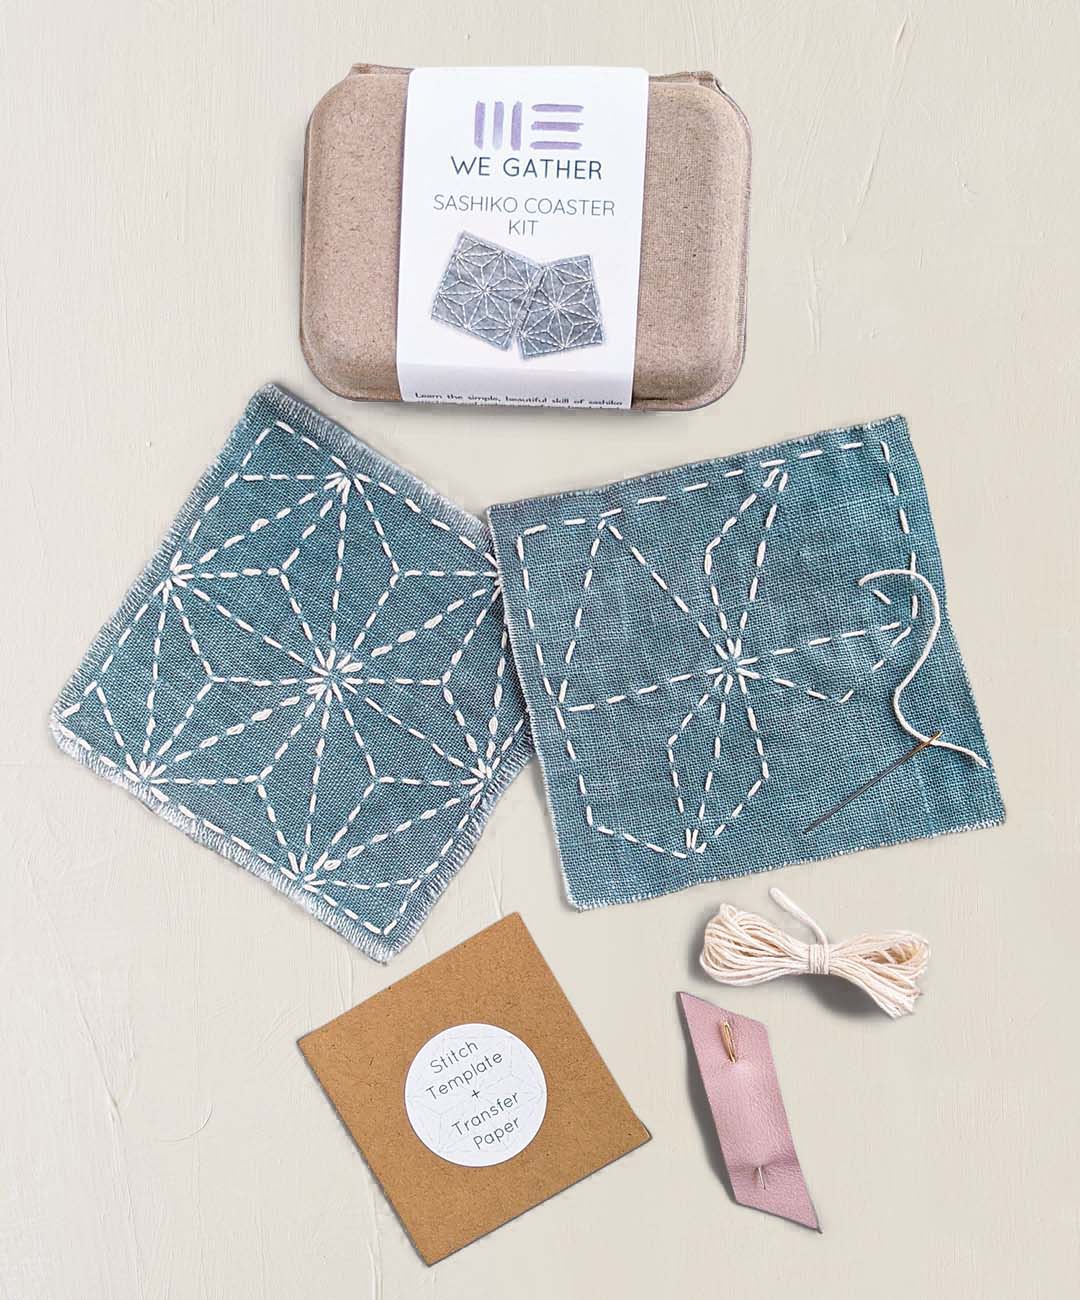 WE GATHER
SASHIKO COASTER
KIT
Learn the simple, beautiful skill of sashiko
Stitch
Template
+
Transfer
Paper